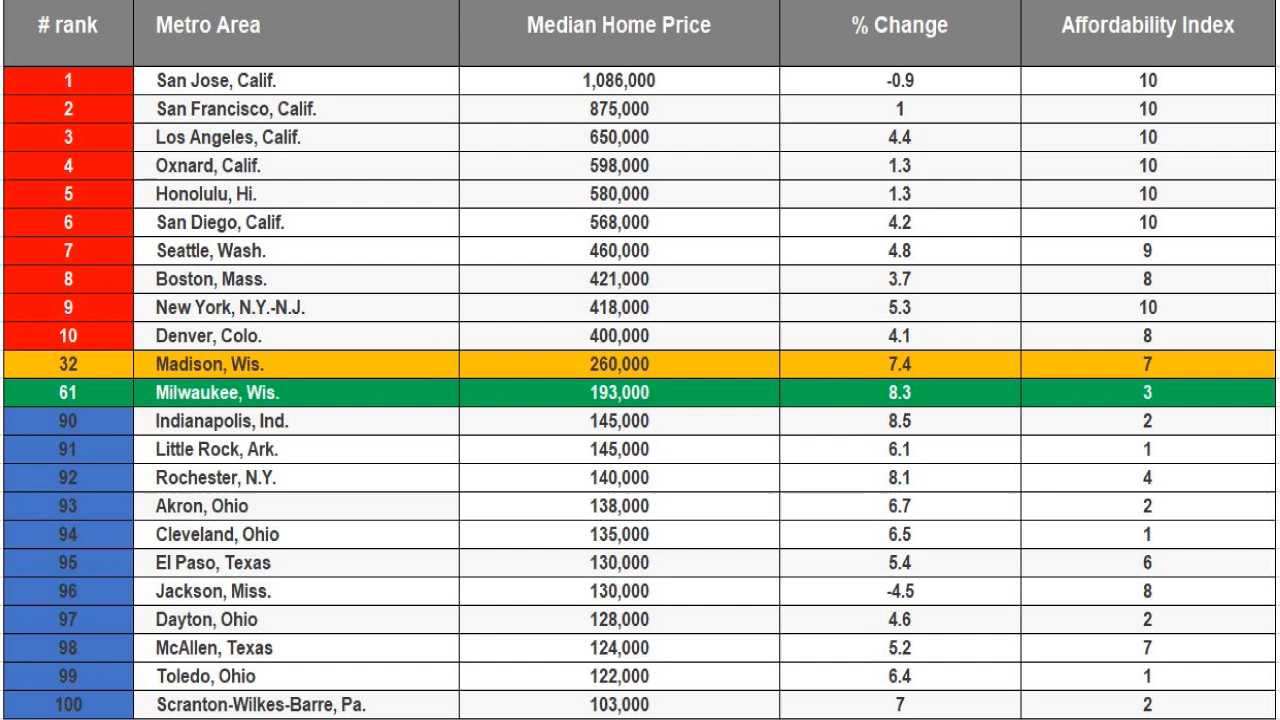 # rank Metro Area Median Home Price % Change Affordability Index
1 San Jose, Calif. 1,086,000 -0.9 10
2 San Francisco, Calif. 875,000 1 10
3 Los Angeles, Calif. 650,000 4.4 10
4 Oxnard, Calif. 598,000 1.3 10
5 Honolulu, Hi. 580,000 1.3 10
6 San Diego, Calif. 568,000 4.2 10
7 Seattle, Wash. 460,000 4.8 9
8 Boston, Mass. 421,000 3.7 8
9 New York, N.Y.-N.J. 418,000 5.3 10
10 Denver, Colo. 400,000 4.1 8
32 Madison, Wis. 260,000 7.4 7
61 Milwaukee, Wis. 193,000 8.3 3
90 Indianapolis, Ind. 145,000 8.5 2
91 Little Rock, Ark. 145,000 6.1 1
92 Rochester, N.Y. 140,000 8.1 4
93 Akron, Ohio 138,000 6.7 2
94 Cleveland, Ohio 135,000 6.5 1
95 El Paso, Texas 130,000 5.4 6
96 Jackson, Miss. 130,000 -4.5 8
97 Dayton, Ohio 128,000 4.6 2
98 McAllen, Texas 124,000 5.2 7
99 Toledo, Ohio 122,000 6.4 1
100 Scranton-Wilkes-Barre, Pa. 103,000 7 2